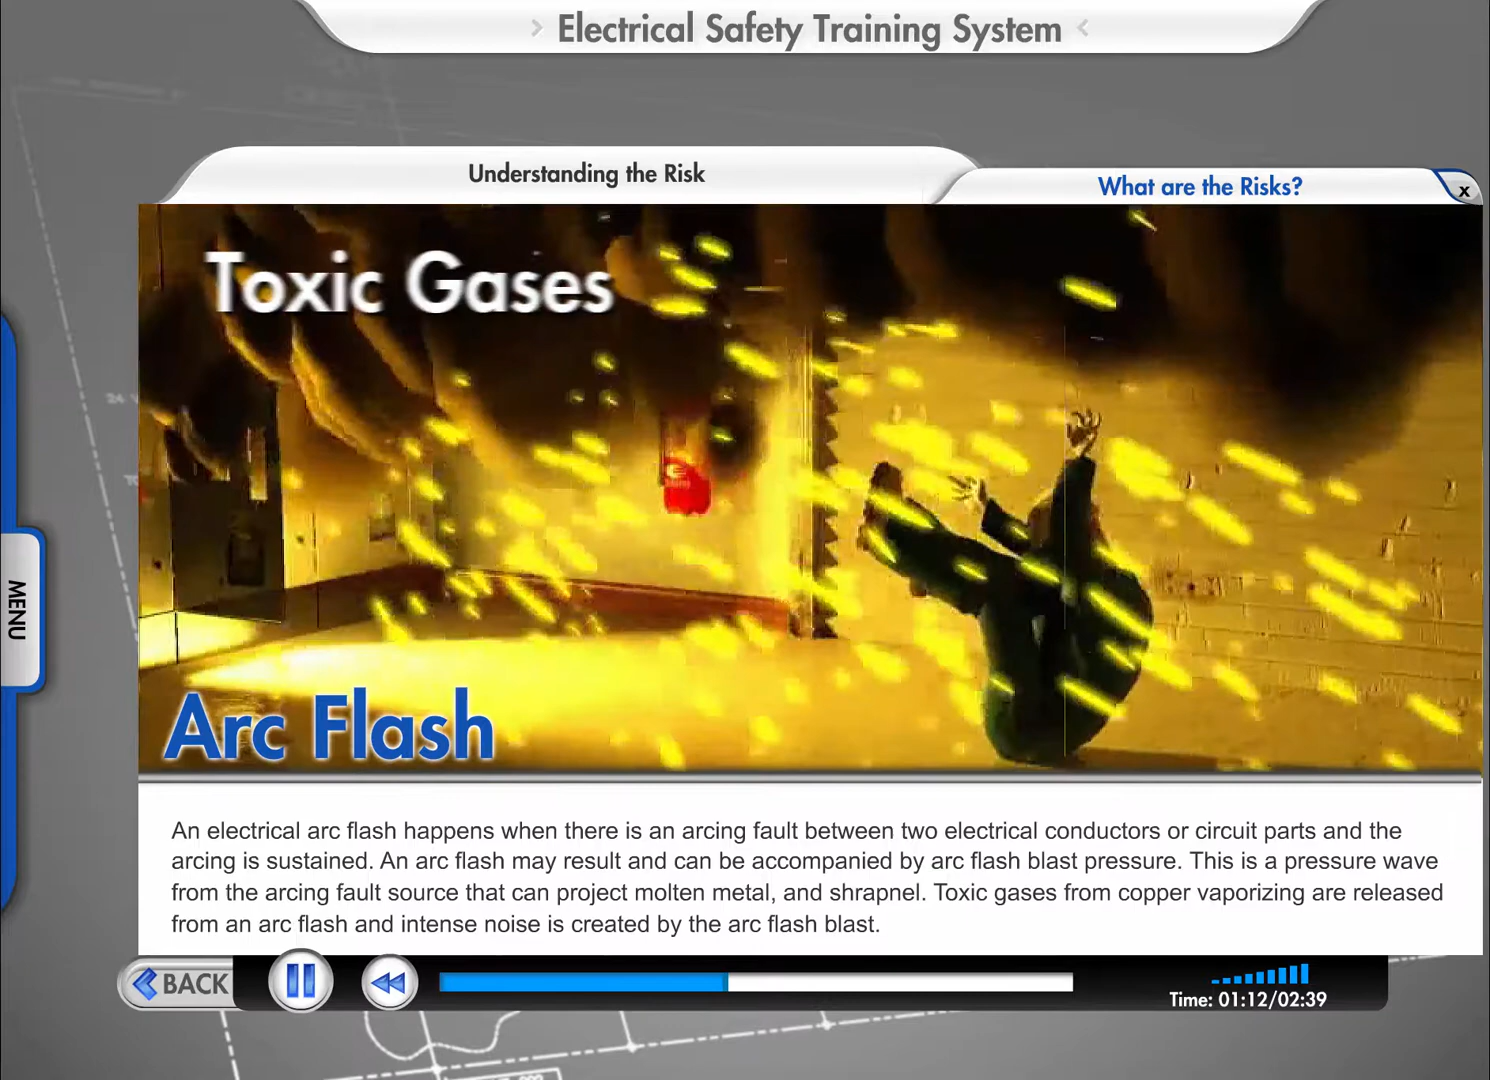 Electrical Safety Training System
Understanding the Risk
What are the Risks?
x
Toxic Gases
MENU
Arc Flash
An electrical arc flash happens when there is an arcing fault between two electrical conductors or circuit parts and the
arcing is sustained. An arc flash may result and can be accompanied by arc flash blast pressure. This is a pressure wave
from the arcing fault source that can project molten metal, and shrapnel. Toxic gases from copper vaporizing are released
from an arc flash and intense noise is created by the arc flash blast.
BACK
Time: 01:12/02:39